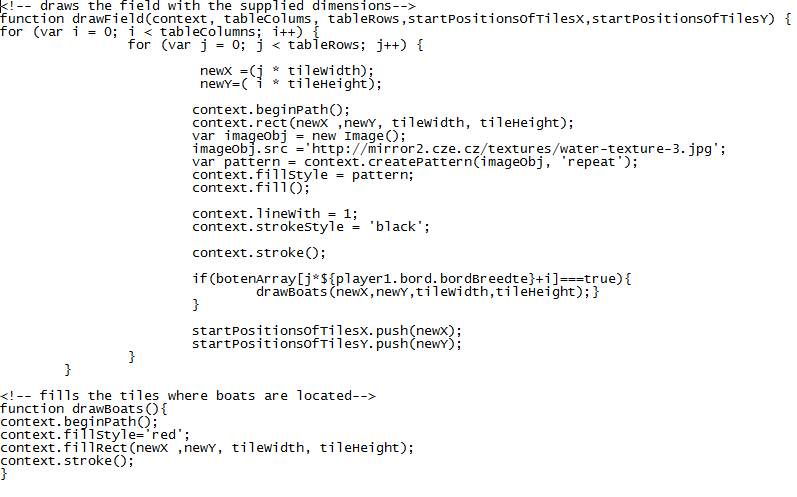 <!-- draws the field with the supplied dimensions-->
function drawField(context, tableColums, tableRows,startPositionsOfTilesX,startPositionsOfTilesY) {
for (var i = 0; i < tableColumns; i++) {
for (var j = 0; j < tableRows; j++) {
newX =(j * tileWidth);
newY=( i * tileHeight);
context.beginPath();
context.rect(newX ,newY, tileWidth, tileHeight);
var imageObj = new Image();
imageObj.src ='http://mirror2.cze.cz/textures/water-texture-3.jpg';
var pattern = context.createPattern(imageObj, 'repeat');
context.fillStyle = pattern;
context.fill();
context.lineWith = 1;
context.strokeStyle = 'black';
context.stroke();
if(botenArray[j*${player1.bord.bordBreedte}+i]===true){
drawBoats(newX,newY,tileWidth,tileHeight);}
}
startPositionsOfTilesX.push(newX);
startPositionsOfTilesY.push(newY);
}
}
<!-- fills the tiles where boats are located-->
function drawBoats(){
context.beginPath();
context.fillStyle='red';
context.fillRect(newX ,newY, tileWidth, tileHeight);
context.stroke();
}